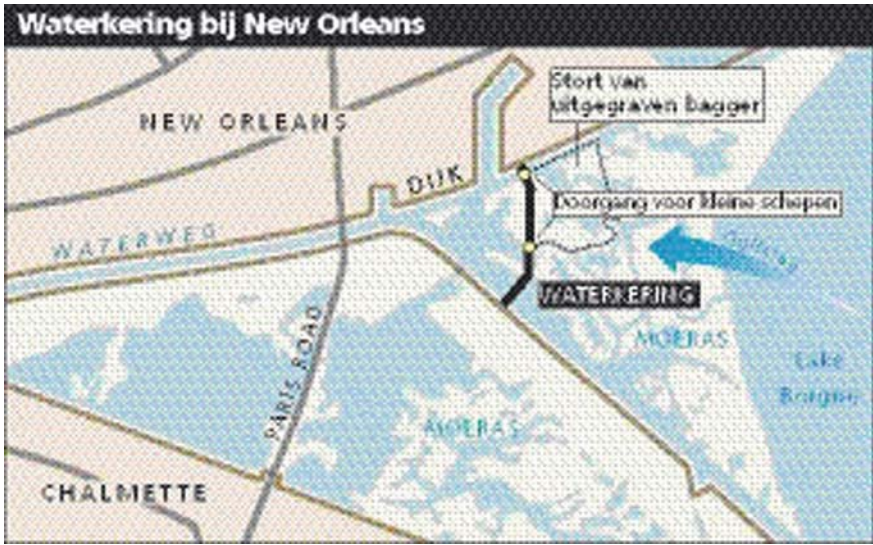 Waterkering bij New Orleans
Stort van
uitgegraven bagger
NEW ORLEANS
DIJK
Doorgang voor kleine schepen
WATERWEG
WATERKERING
MOERAS
PARIS ROAD
Lake
Borgne
MOERAS
CHALMETTE